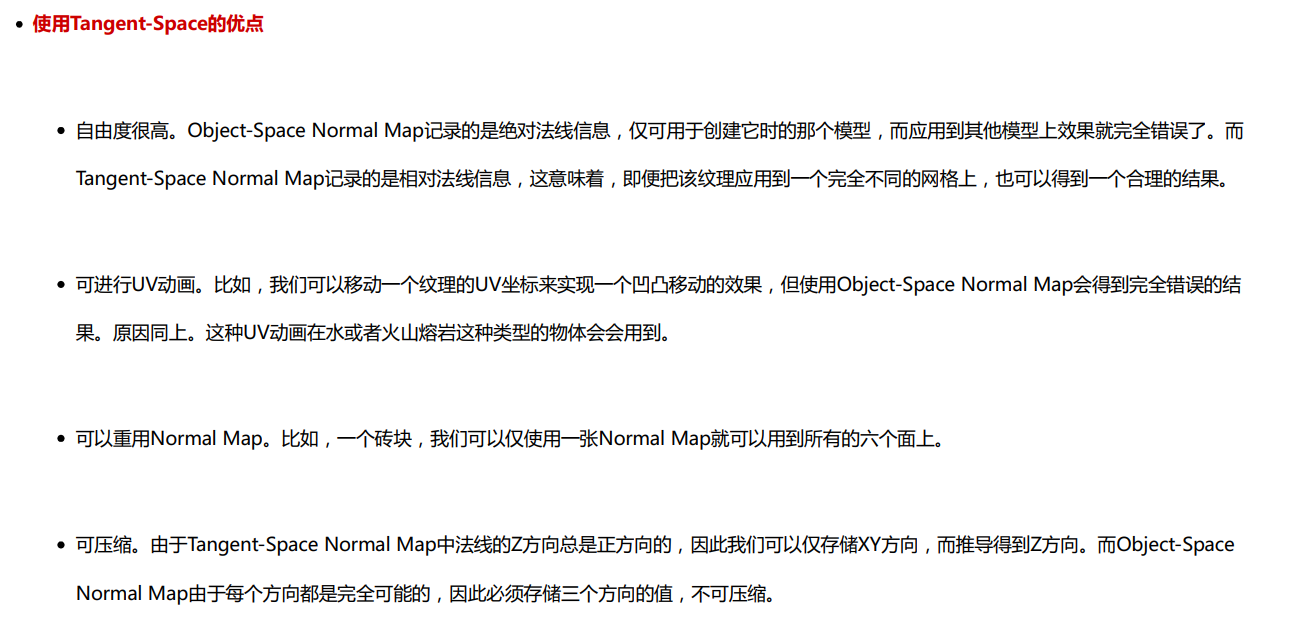 使用Tangent-Space的优点
自由度很高。Object-Space Normal Map记录的是绝对法线信息，仅可用于创建它时的那个模型，而应用到其他模型上效果就完全错误了。而
Tangent-Space Normal Map记录的是相对法线信息，这意味着，即便把该纹理应用到一个完全不同的网格上，也可以得到一个合理的结果。
可进行UV动画。比如，我们可以移动一个纹理的UV坐标来实现一个凹凸移动的效果，但使用Object-Space Normal Map会得到完全错误的结
果。原因同上。这种UV动画在水或者火山熔岩这种类型的物体会会用到。
可以重用Normal Map。比如，一个砖块，我们可以仅使用一张Normal Map就可以用到所有的六个面上。
可压缩。由于Tangent-Space Normal Map中法线的Z方向总是正方向的，因此我们可以仅存储XY方向，而推导得到Z方向。而Object-Space
Normal Map由于每个方向都是完全可能的，因此必须存储三个方向的值，不可压缩。